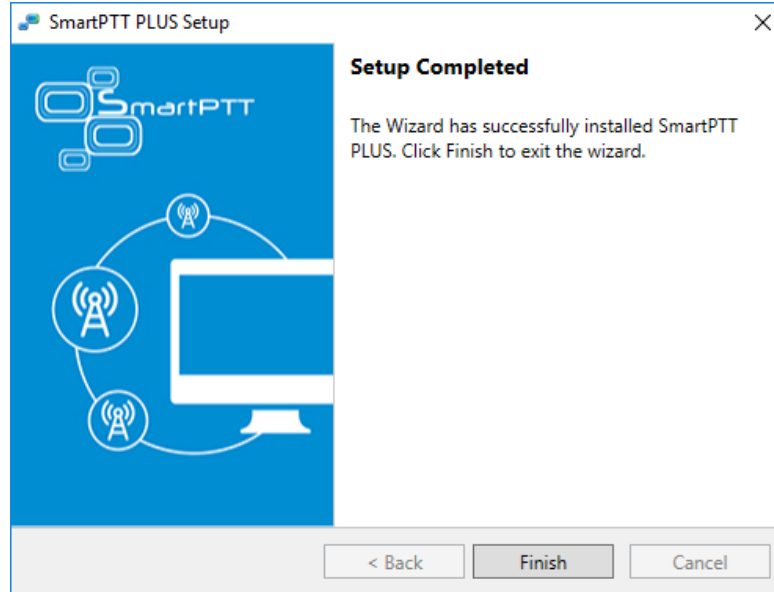 SmartPTT PLUS Setup
SmartPTT
Setup Completed
The Wizard has successfully installed SmartPTT
PLUS. Click Finish to exit the wizard.
< Back
Finish
Cancel